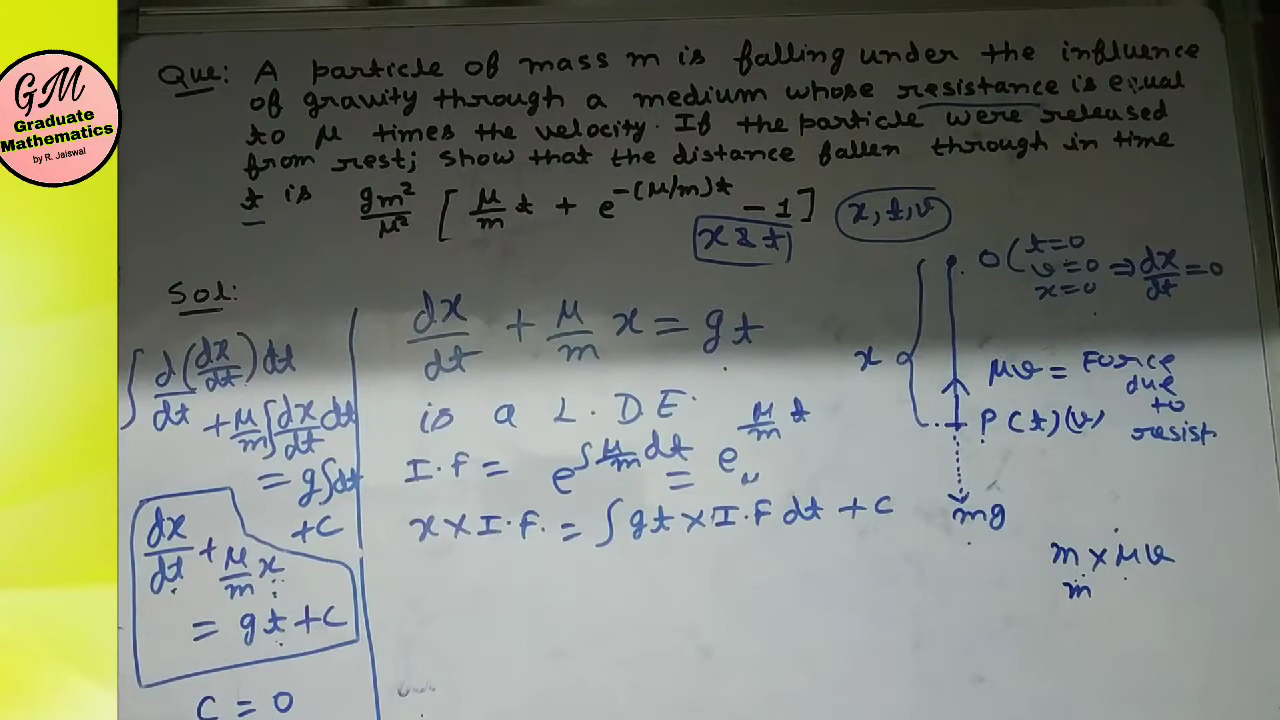 GM
Graduate
Mathematics
by R. Jaiswal
Que: A particle of mass m is falling under the influence
of gravity through a medium whose resistance is equal
to μ times the velocity. If the particle were released
from rest; show that the distance fallen through in time
t is gm²/μ² [μ/m t + e^-(μ/m)t - 1]
x, t, v
x & t
Sol:
∫ d/dt (dx/dt) dt
+ μ/m ∫ dx/dt dt
= g∫dt
+ C
dx/dt + μ/m x
= gt + C
C = 0
dx/dt + μ/m x = gt
is a L.D.E.
I.F = e^∫μ/m dt = e^μ/m t
x × I.F. = ∫ gt × I.F dt + C
O (t=0
v=0 ⇒ dx/dt = 0
x=0
x
μv = Force
due
to
resist.
P (t)(v)
mg
m × μv
m